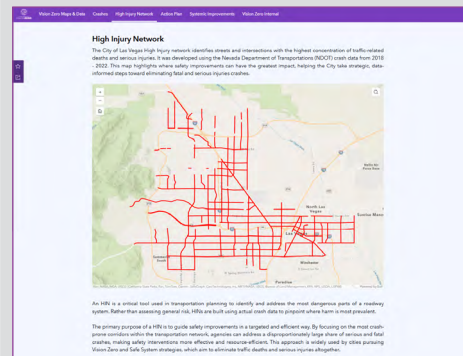 Vision Zero Maps & Data Crashes High Injury Network Action Plan Systemic Improvements Vision Zero Internal
High Injury Network
The City of Las Vegas High Injury network identifies streets and intersections with the highest concentration of traffic-related
deaths and serious injuries. It was developed using the Nevada Department of Transportations (NDOT) crash data from 2018
- 2022. This map highlights where safety improvements can have the greatest impact, helping the City take strategic, data-
informed steps toward eliminating fatal and serious injuries crashes.
North Las
Vegas
Sunrise
Las
Winchester
Paradise
An HIN is a critical tool used in transportation planning to identify and address the most dangerous parts of a roadway
system. Rather than assessing general risk, HINs are built using actual crash data to pinpoint where harm is most prevalent.
The primary purpose of a HIN is to guide safety improvements in a targeted and efficient way. By focusing on the most crash-
prone corridors within the transportation network, agencies can address a disproportionately large share of serious and fatal
crashes, making safety interventions more effective and resource-efficient. This approach is widely used by cities pursuing
Vision Zero and Safe System strategies, which aim to eliminate traffic deaths and serious injuries altogether.